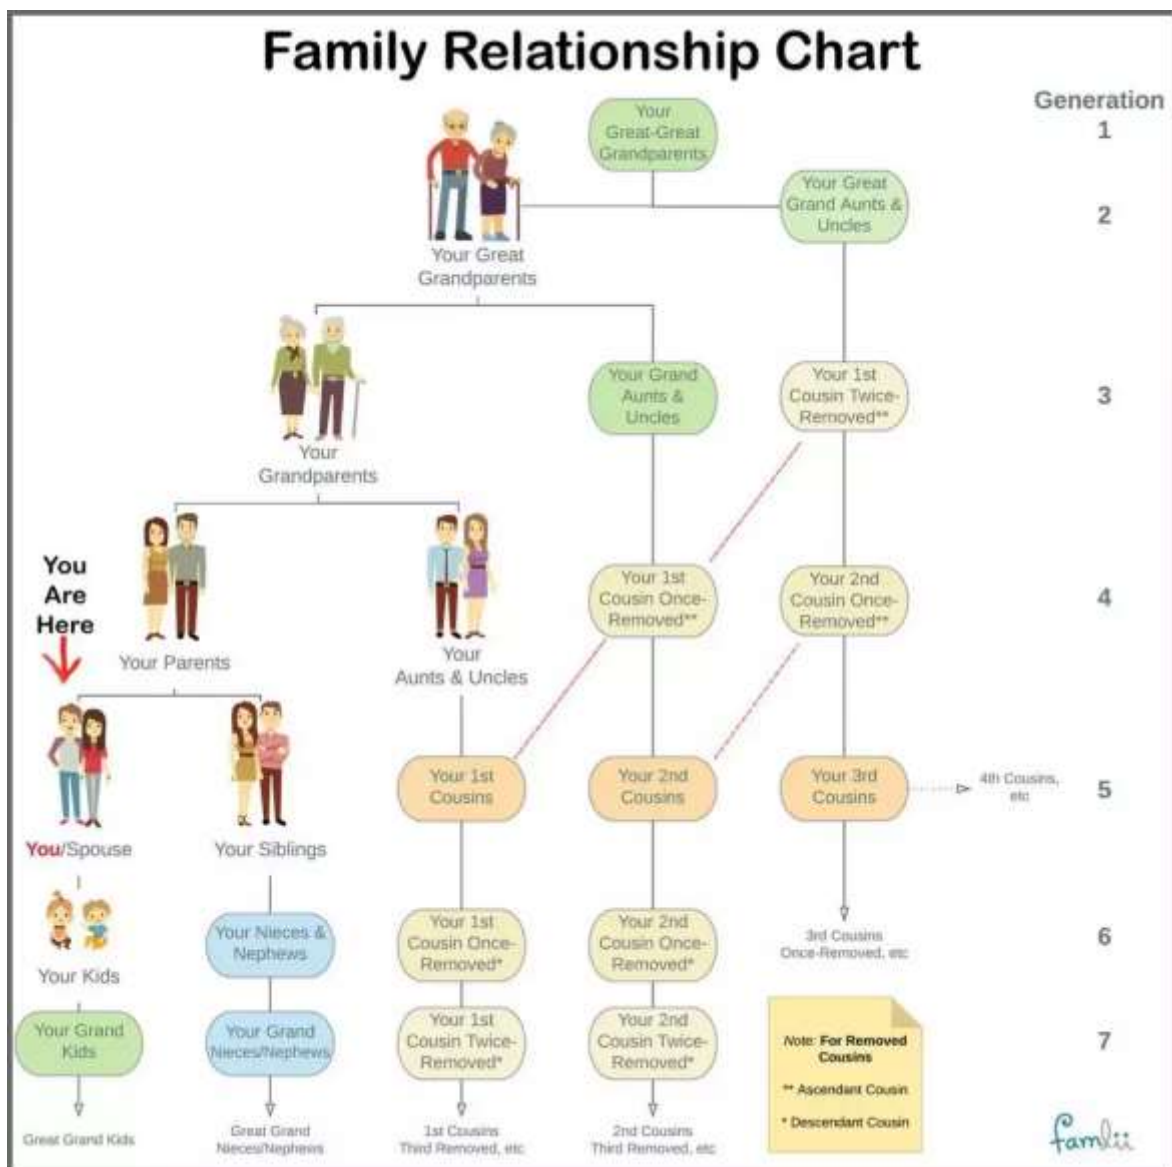 Family Relationship Chart
Generation
Your
Great-Great
Grandparents
1
Your Great
Grand Aunts &
Uncles
2
Your Great
Grandparents
Your Grand
Aunts &
Uncles
Your 1st
Cousin Twice-
Removed**
3
Your
Grandparents
You
Are
Here
Your 1st
Cousin Once-
Removed**
Your 2nd
Cousin Once-
Removed**
4
Your Parents
Your
Aunts & Uncles
Your 1st
Cousins
Your 2nd
Cousins
Your 3rd
Cousins
4th Cousins,
etc
5
You/Spouse
Your Siblings
Your Kids
Your Nieces &
Nephews
Your 1st
Cousin Once-
Removed*
Your 2nd
Cousin Once-
Removed*
3rd Cousins
Once-Removed, etc
6
Your Grand
Kids
Your Grand
Nieces/Nephews
Your 1st
Cousin Twice-
Removed*
Your 2nd
Cousin Twice-
Removed*
7
Note: For Removed
Cousins
** Ascendant Cousin
* Descendant Cousin
Great Grand Kids
Great Grand
Nieces/Nephews
1st Cousins
Third Removed, etc
2nd Cousins
Third Removed, etc
famlii